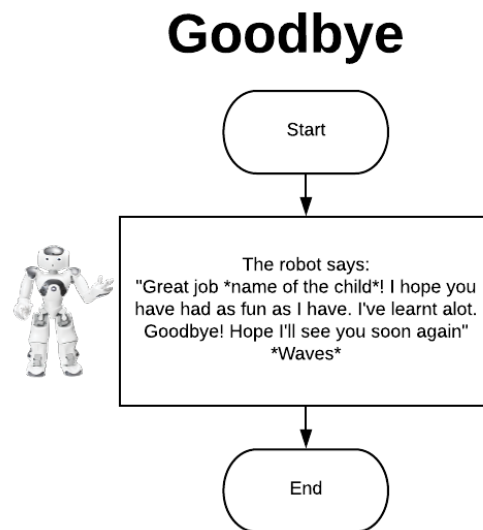 Goodbye
Start
The robot says:
"Great job *name of the child*! I hope you
have had as fun as I have. I've learnt alot.
Goodbye! Hope I'll see you soon again"
*Waves*
End